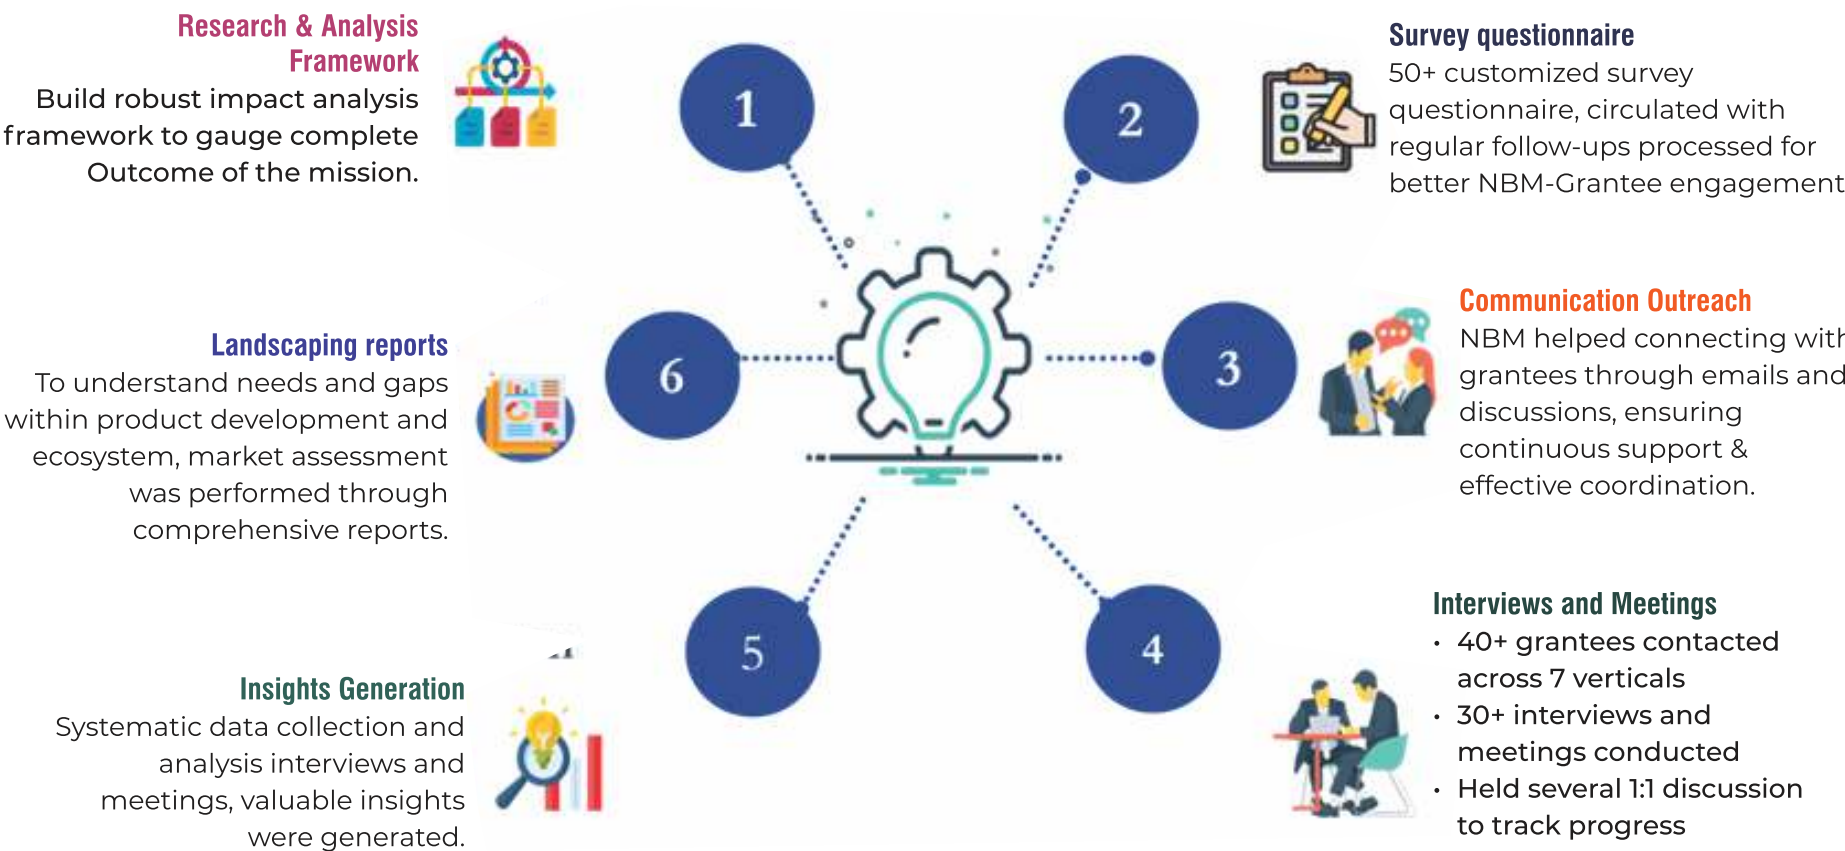 Research & Analysis
Framework
Build robust impact analysis
framework to gauge complete
Outcome of the mission.
1
2
Survey questionnaire
50+ customized survey
questionnaire, circulated with
regular follow-ups processed for
better NBM-Grantee engagement
3
Communication Outreach
NBM helped connecting with
grantees through emails and
discussions, ensuring
continuous support &
effective coordination.
4
Interviews and Meetings
• 40+ grantees contacted
across 7 verticals
• 30+ interviews and
meetings conducted
• Held several 1:1 discussion
to track progress
5
Insights Generation
Systematic data collection and
analysis interviews and
meetings, valuable insights
were generated.
6
Landscaping reports
To understand needs and gaps
within product development and
ecosystem, market assessment
was performed through
comprehensive reports.